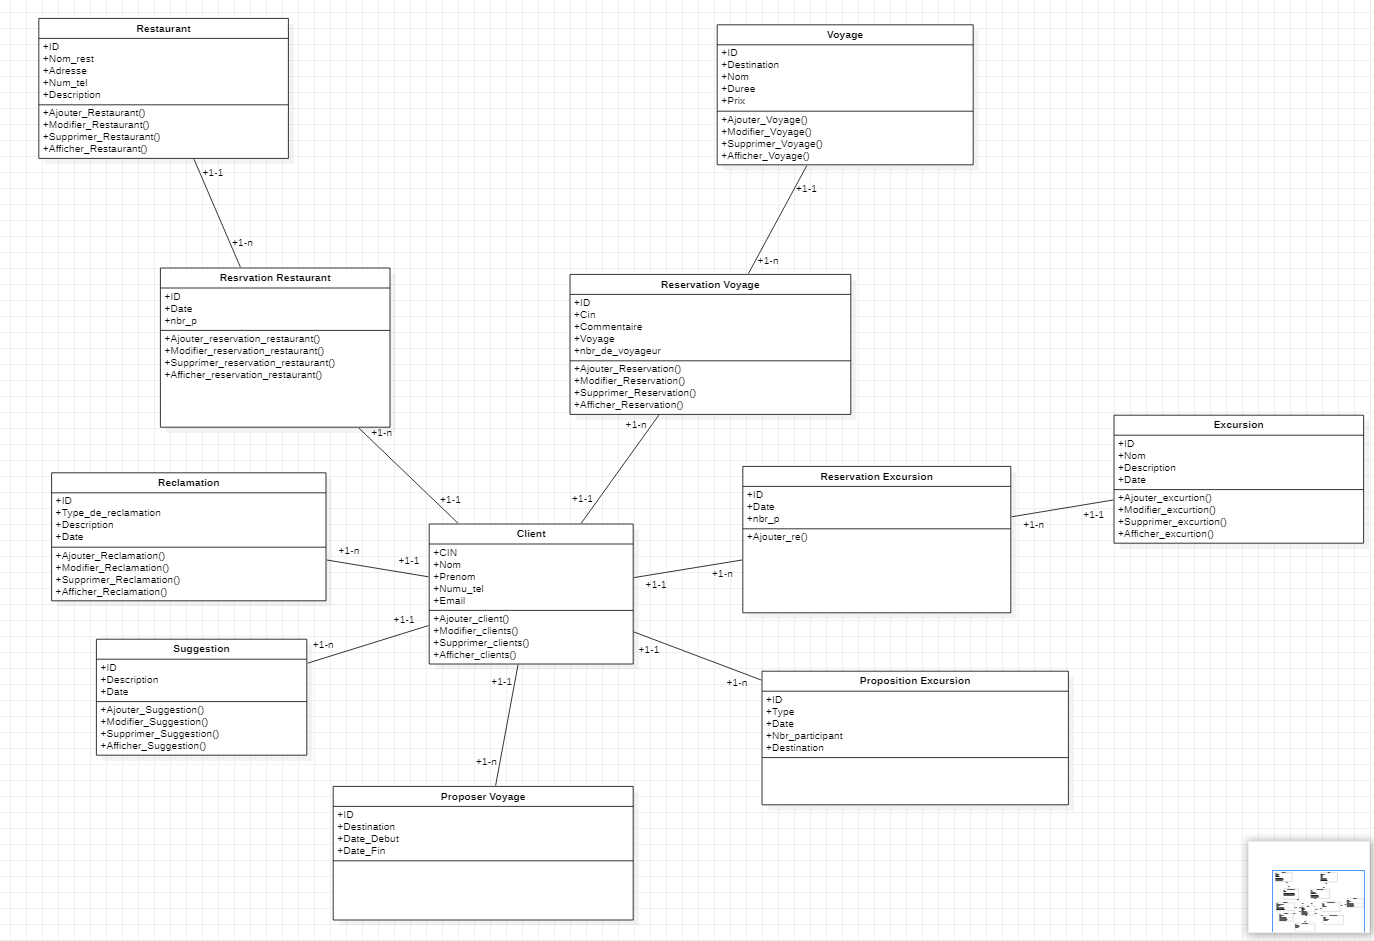 Restaurant
+ID
+Nom_rest
+Adresse
+Num_tel
+Description
+Ajouter_Restaurant()
+Modifier_Restaurant()
+Supprimer_Restaurant()
+Afficher_Restaurant()
+1-1
+1-n
Voyage
+ID
+Destination
+Nom
+Duree
+Prix
+Ajouter_Voyage()
+Modifier_Voyage()
+Supprimer_Voyage()
+Afficher_Voyage()
+1-1
+1-n
Resrvation Restaurant
+ID
+Date
+nbr_p
+Ajouter_reservation_restaurant()
+Modifier_reservation_restaurant()
+Supprimer_reservation_restaurant()
+Afficher_reservation_restaurant()
+1-n
+1-1
Reservation Voyage
+ID
+Cin
+Commentaire
+Voyage
+nbr_de_voyageur
+Ajouter_Reservation()
+Modifier_Reservation()
+Supprimer_Reservation()
+Afficher_Reservation()
+1-n
+1-1
Excursion
+ID
+Nom
+Description
+Date
+Ajouter_excurtion()
+Modifier_excurtion()
+Supprimer_excurtion()
+Afficher_excurtion()
+1-1
+1-n
Reservation Excursion
+ID
+Date
+nbr_p
+Ajouter_re()
+1-n
+1-1
Reclamation
+ID
+Type_de_reclamation
+Description
+Date
+Ajouter_Reclamation()
+Modifier_Reclamation()
+Supprimer_Reclamation()
+Afficher_Reclamation()
+1-n
+1-1
Client
+CIN
+Nom
+Prenom
+Numu_tel
+Email
+Ajouter_client()
+Modifier_clients()
+Supprimer_clients()
+Afficher_clients()
+1-1
+1-n
Suggestion
+ID
+Description
+Date
+Ajouter_Suggestion()
+Modifier_Suggestion()
+Supprimer_Suggestion()
+Afficher_Suggestion()
+1-1
+1-n
Proposition Excursion
+ID
+Type
+Date
+Nbr_participant
+Destination
+1-1
+1-n
Proposer Voyage
+ID
+Destination
+Date_Debut
+Date_Fin